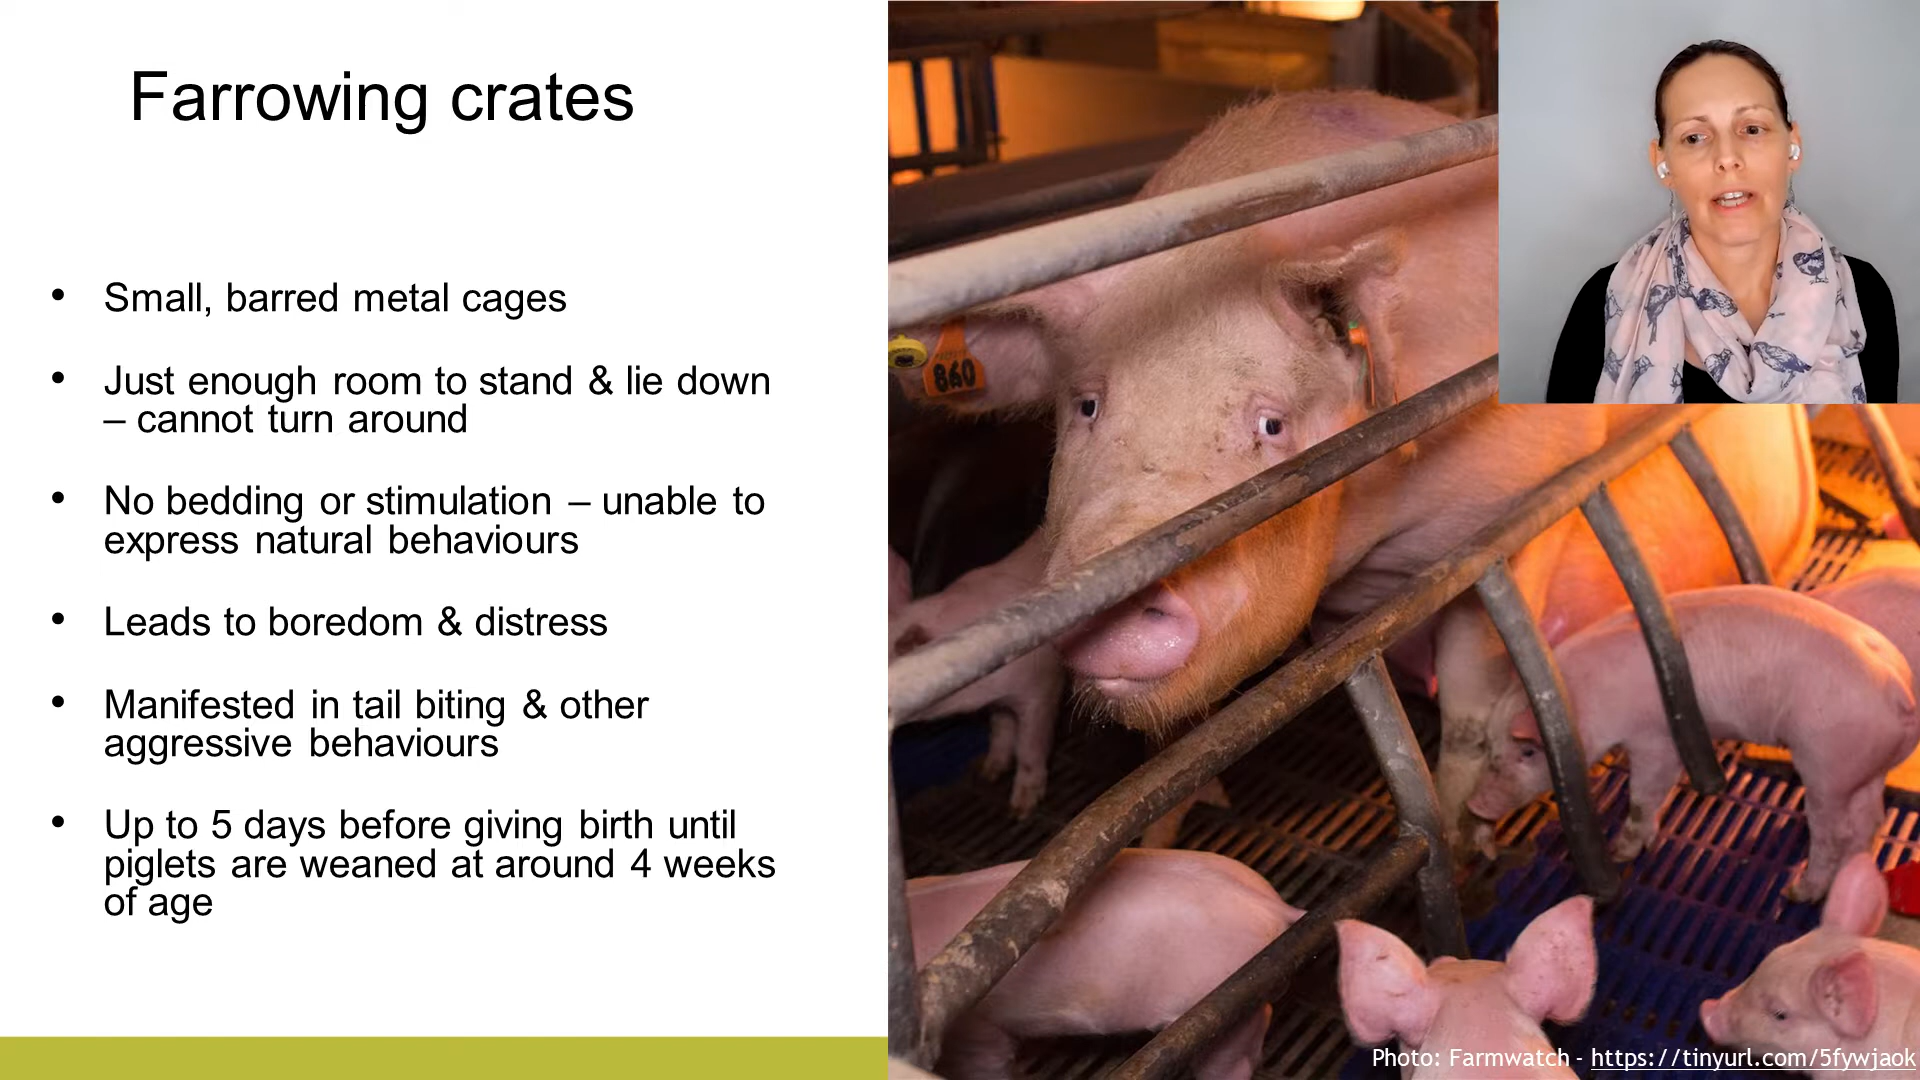 Farrowing crates
• Small, barred metal cages
• Just enough room to stand & lie down
– cannot turn around
• No bedding or stimulation – unable to
express natural behaviours
• Leads to boredom & distress
• Manifested in tail biting & other
aggressive behaviours
• Up to 5 days before giving birth until
piglets are weaned at around 4 weeks
of age
860
Photo: Farmwatch - https://tinyurl.com/5fywjaok